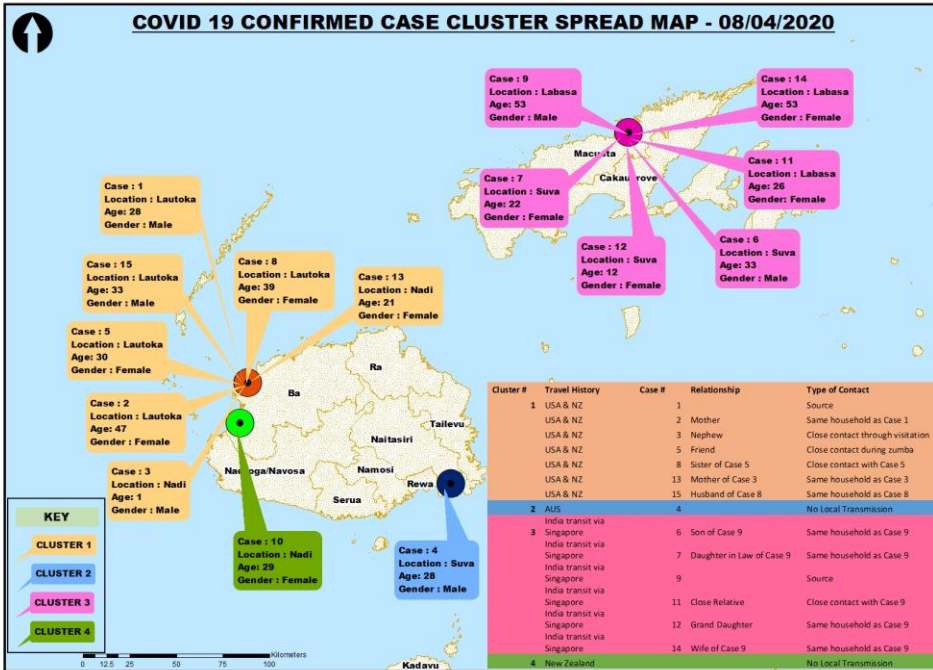 COVID 19 CONFIRMED CASE CLUSTER SPREAD MAP - 08/04/2020
Case : 9
Location : Labasa
Age: 53
Gender : Male
Case : 14
Location : Labasa
Age: 53
Gender : Female
Macuata
Cakaudrove
Case : 7
Location : Suva
Age: 22
Gender : Female
Case : 11
Location : Labasa
Age: 26
Gender: Female
Case : 12
Location : Suva
Age: 12
Gender : Female
Case : 6
Location : Suva
Age: 33
Gender : Male
Case : 1
Location : Lautoka
Age: 28
Gender : Male
Case : 15
Location : Lautoka
Age: 33
Gender : Male
Case : 8
Location : Lautoka
Age: 39
Gender : Female
Case : 13
Location : Nadi
Age: 21
Gender : Female
Case : 5
Location : Lautoka
Age: 30
Gender : Female
Case : 2
Location : Lautoka
Age: 47
Gender : Female
Case : 3
Location : Nadi
Age: 1
Gender : Male
Ba
Ra
Tailevu
Naitasiri
Namosi
Rewa
Serua
Case : 10
Location : Nadi
Age: 29
Gender : Female
Case : 4
Location : Suva
Age: 28
Gender : Male
Kadavu
KEY
CLUSTER 1
CLUSTER 2
CLUSTER 3
CLUSTER 4
0 12.5 25 50 75 100
Kilometers
Cluster # Travel History Case # Relationship Type of Contact
1 USA & NZ 1 Source
USA & NZ 2 Mother Same household as Case 1
USA & NZ 3 Nephew Close contact through visitation
USA & NZ 5 Friend Close contact during zumba
USA & NZ 8 Sister of Case 5 Close contact with Case 5
USA & NZ 13 Mother of Case 3 Same household as Case 3
USA & NZ 15 Husband of Case 8 Same household as Case 8
2 AUS 4 No Local Transmission
India transit via
3 Singapore 6 Son of Case 9 Same household as Case 9
India transit via
Singapore 7 Daughter in Law of Case 9 Same household as Case 9
India transit via
Singapore 9 Source
India transit via
Singapore 11 Close Relative Close contact with Case 9
India transit via
Singapore 12 Grand Daughter Same household as Case 9
India transit via
Singapore 14 Wife of Case 9 Same household as Case 9
4 New Zealand No Local Transmission